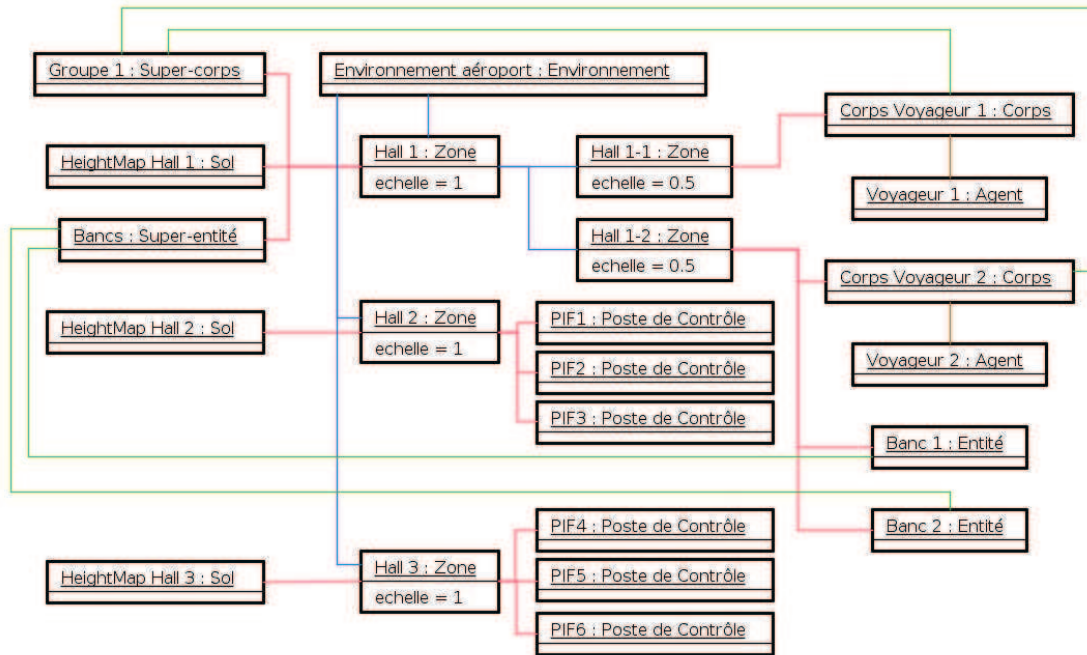 Groupe 1 : Super-corps
Environnement aéroport : Environnement
Corps Voyageur 1 : Corps
HeightMap Hall 1 : Sol
Hall 1 : Zone
echelle = 1
Hall 1-1 : Zone
echelle = 0.5
Voyageur 1 : Agent
Bancs : Super-entité
Hall 1-2 : Zone
echelle = 0.5
Corps Voyageur 2 : Corps
HeightMap Hall 2 : Sol
Hall 2 : Zone
echelle = 1
PIF1 : Poste de Contrôle
PIF2 : Poste de Contrôle
PIF3 : Poste de Contrôle
Voyageur 2 : Agent
Banc 1 : Entité
Banc 2 : Entité
HeightMap Hall 3 : Sol
Hall 3 : Zone
echelle = 1
PIF4 : Poste de Contrôle
PIF5 : Poste de Contrôle
PIF6 : Poste de Contrôle